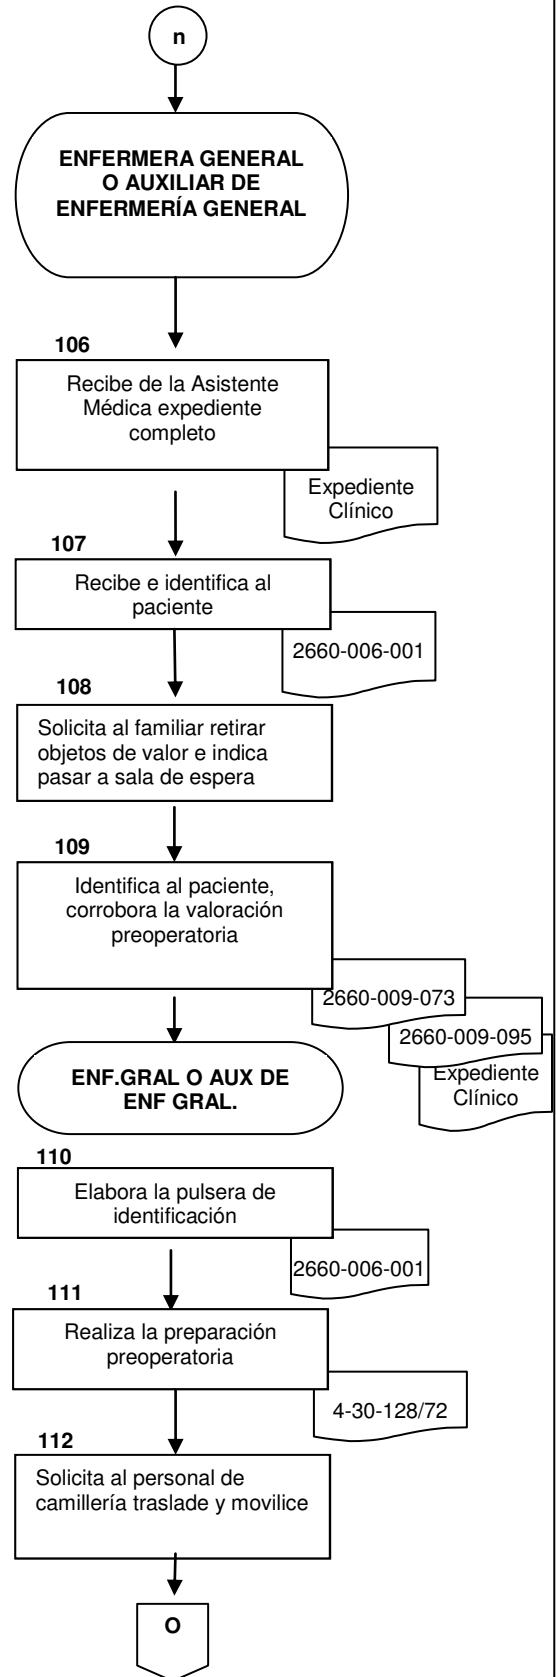 n
ENFERMERA GENERAL
O AUXILIAR DE
ENFERMERÍA GENERAL
106
Recibe de la Asistente
Médica expediente
completo
Expediente
Clínico
107
Recibe e identifica al
paciente
2660-006-001
108
Solicita al familiar retirar
objetos de valor e indica
pasar a sala de espera
109
Identifica al paciente,
corrobora la valoración
preoperatoria
2660-009-073
2660-009-095
Expediente
Clínico
ENF.GRAL O AUX DE
ENF GRAL.
110
Elabora la pulsera de
identificación
2660-006-001
111
Realiza la preparación
preoperatoria
4-30-128/72
112
Solicita al personal de
camillería traslade y movilice
O